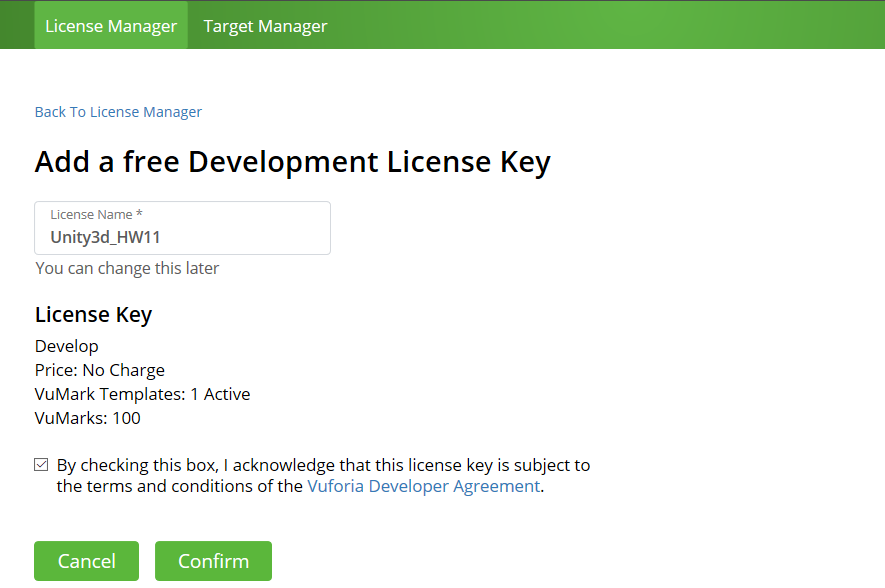 License Manager Target Manager
Back To License Manager
Add a free Development License Key
License Name *
Unity3d_HW11
You can change this later
License Key
Develop
Price: No Charge
VuMark Templates: 1 Active
VuMarks: 100
By checking this box, I acknowledge that this license key is subject to
the terms and conditions of the Vuforia Developer Agreement.
Cancel Confirm